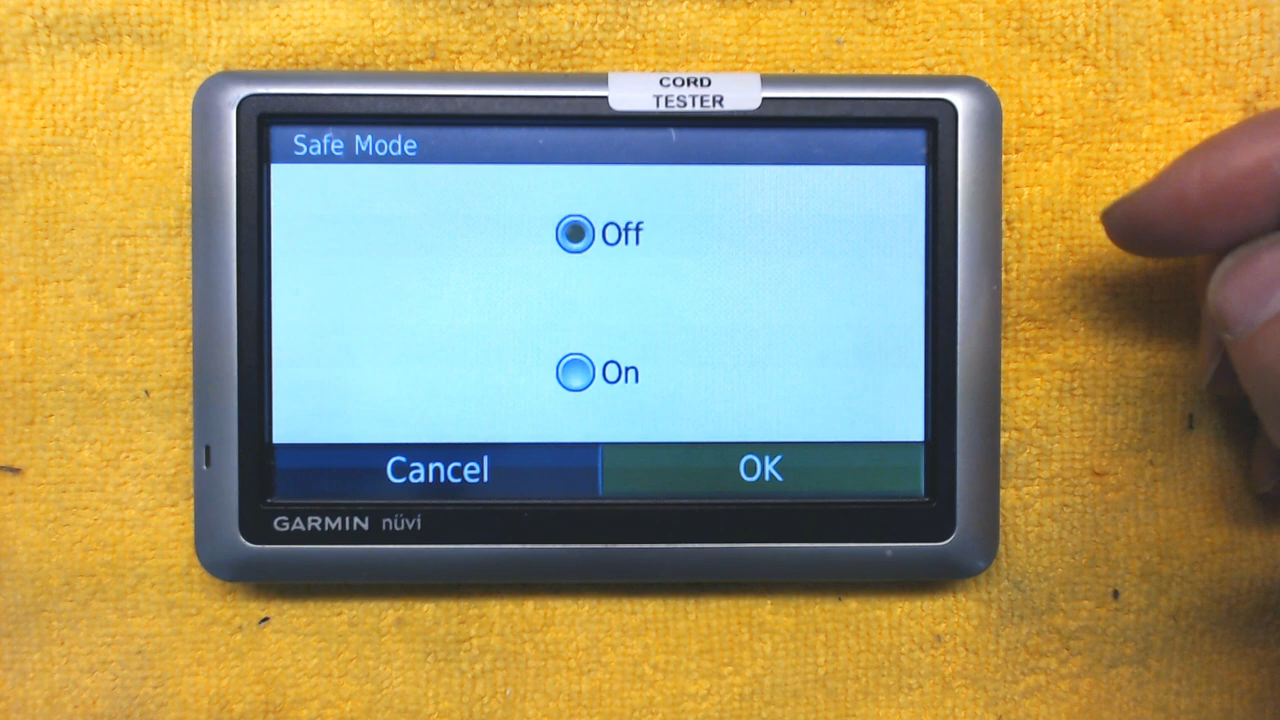 CORD
TESTER
Safe Mode
Off
On
Cancel
OK
GARMIN nüvi